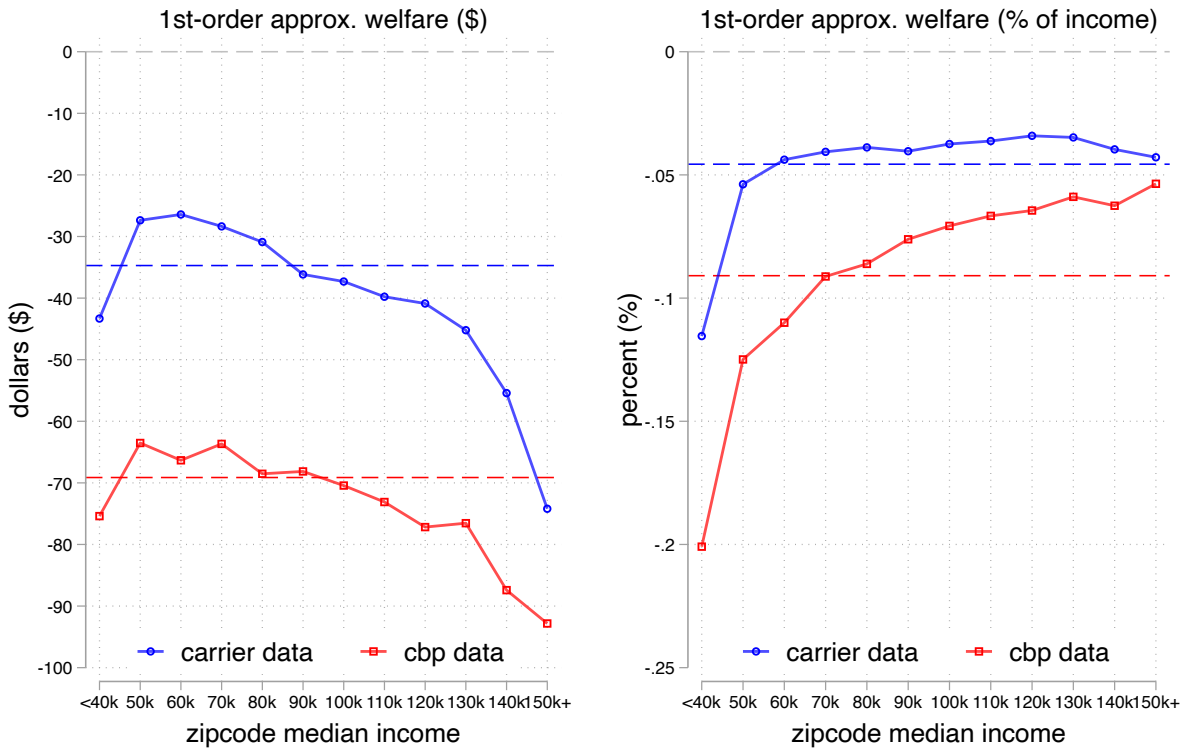 1st-order approx. welfare ($)
dollars ($)
0
-10
-20
-30
-40
-50
-60
-70
-80
-90
-100
carrier data
cbp data
<40k 50k 60k 70k 80k 90k 100k 110k 120k 130k 140k 150k+
zipcode median income
1st-order approx. welfare (% of income)
percent (%)
0
-.05
-.1
-.15
-.2
-.25
carrier data
cbp data
<40k 50k 60k 70k 80k 90k 100k 110k 120k 130k 140k 150k+
zipcode median income